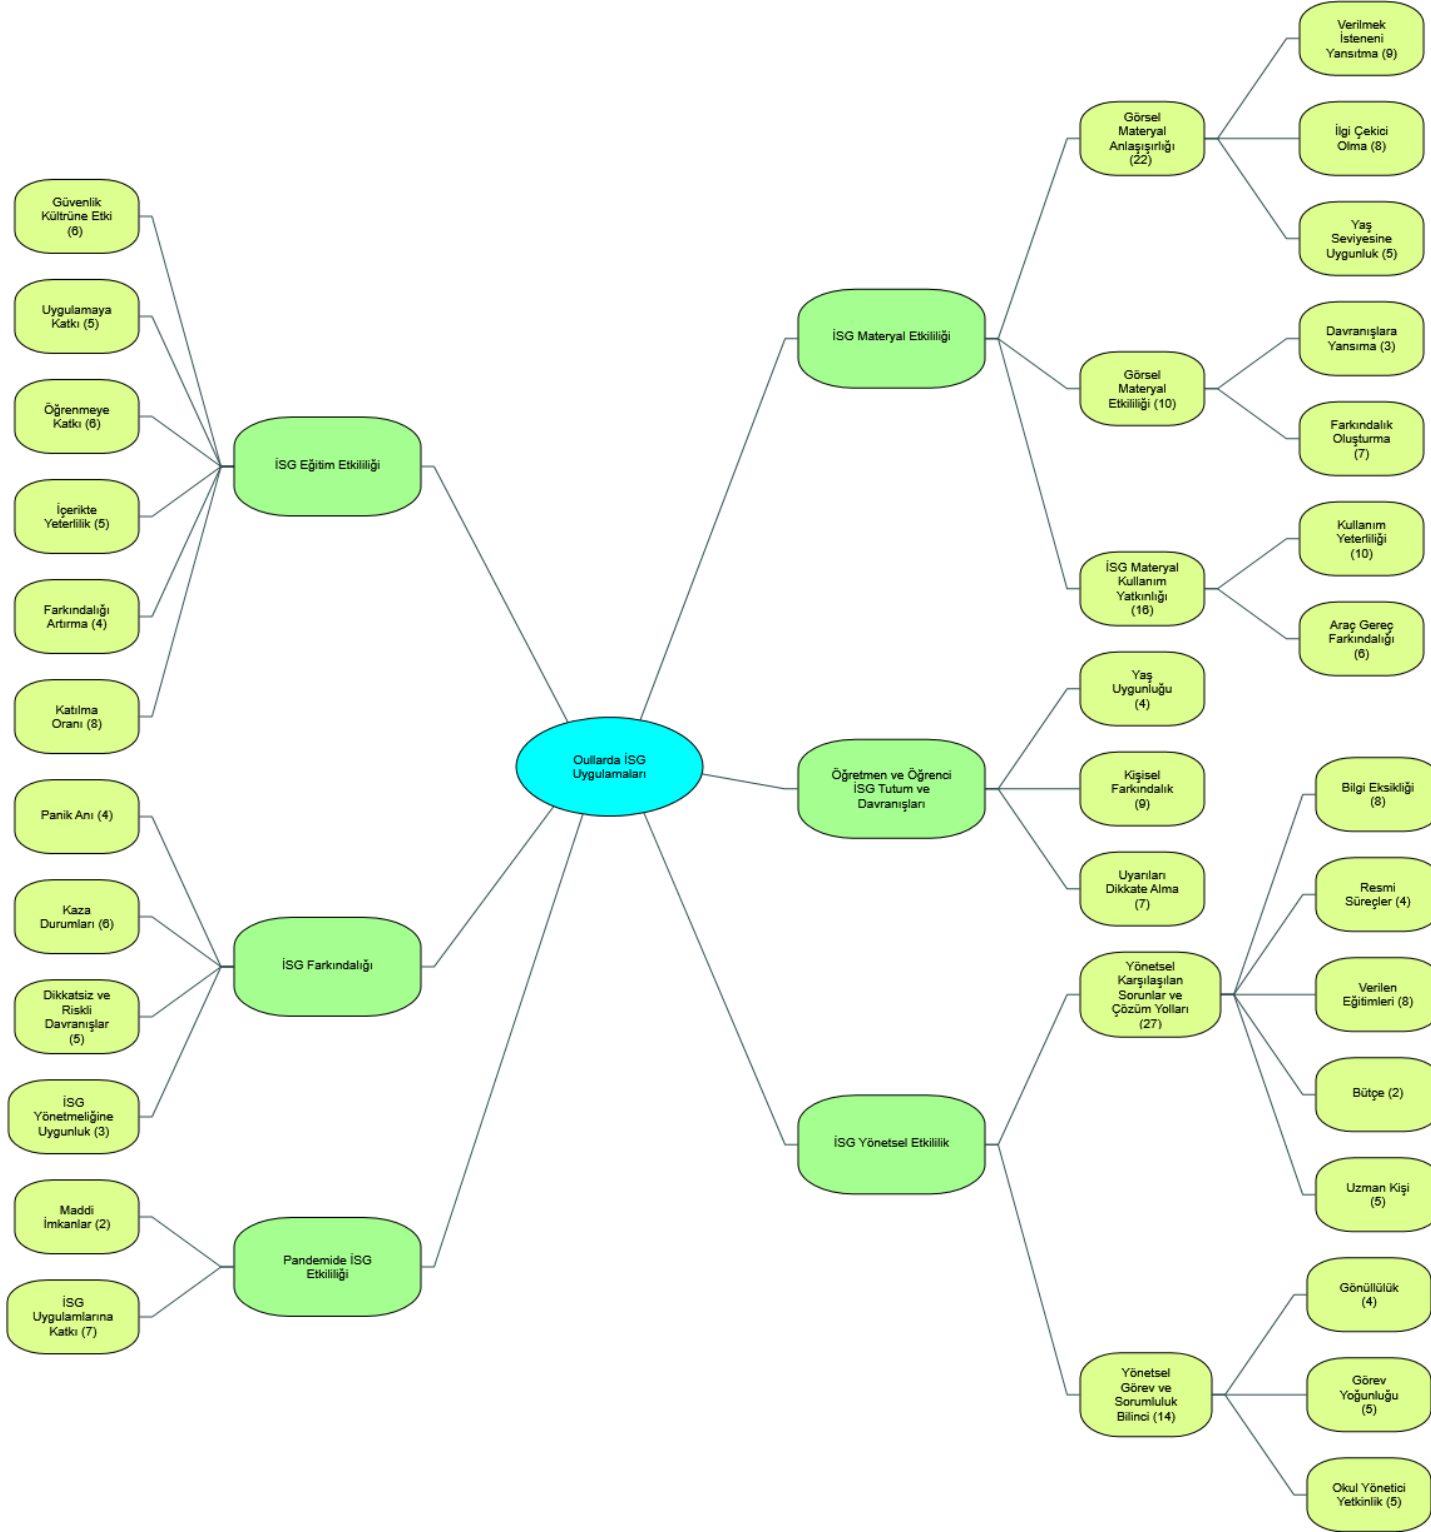 Güvenlik
Kültrüne Etki
(6)
Uygulamaya
Katkı (5)
Öğrenmeye
Katkı (6)
İçerikte
Yeterlilik (5)
Farkındalığı
Artırma (4)
Katılma
Oranı (8)
İSG Eğitim Etkililiği
Panik Anı (4)
Kaza
Durumları (6)
Dikkatsiz ve
Riskli
Davranışlar
(5)
İSG
Yönetmeliğine
Uygunluk (3)
İSG Farkındalığı
Maddi
İmkanlar (2)
İSG
Uygulamlarına
Katkı (7)
Pandemide İSG
Etkililiği
Oullarda İSG
Uygulamaları
İSG Materyal Etkililiği
Görsel
Materyal
Anlaşışırlığı
(22)
Verilmek
İsteneni
Yansıtma (9)
İlgi Çekici
Olma (8)
Yaş
Seviyesine
Uygunluk (5)
Görsel
Materyal
Etkililiği (10)
Davranışlara
Yansıma (3)
Farkındalık
Oluşturma
(7)
İSG Materyal
Kullanım
Yatkınlığı
(16)
Kullanım
Yeterliliği
(10)
Araç Gereç
Farkındalığı
(6)
Öğretmen ve Öğrenci
İSG Tutum ve
Davranışları
Yaş
Uygunluğu
(4)
Kişisel
Farkındalık
(9)
Uyarıları
Dikkate Alma
(7)
İSG Yönetsel Etkililik
Yönetsel
Karşılaşılan
Sorunlar ve
Çözüm Yolları
(27)
Bilgi Eksikliği
(8)
Resmi
Süreçler (4)
Verilen
Eğitimleri (8)
Bütçe (2)
Uzman Kişi
(5)
Yönetsel
Görev ve
Sorumluluk
Bilinci (14)
Gönüllülük
(4)
Görev
Yoğunluğu
(5)
Okul Yönetici
Yetkinlik (5)